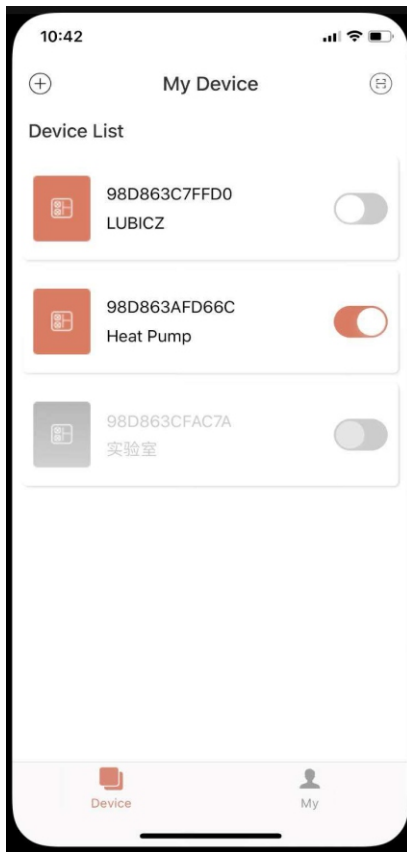 10:42
My Device
Device List
98D863C7FFD0
LUBICZ
98D863AFD66C
Heat Pump
98D863CFAC7A
实验室
Device
My